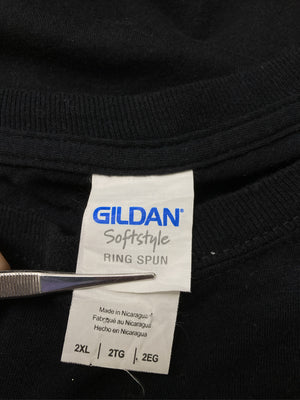 GILDAN®
Softstyle
RING SPUN
Made in Nicaragua
Fabriqué au Nicaragua
Hecho en Nicaragua
2XL | 2TG | 2EG